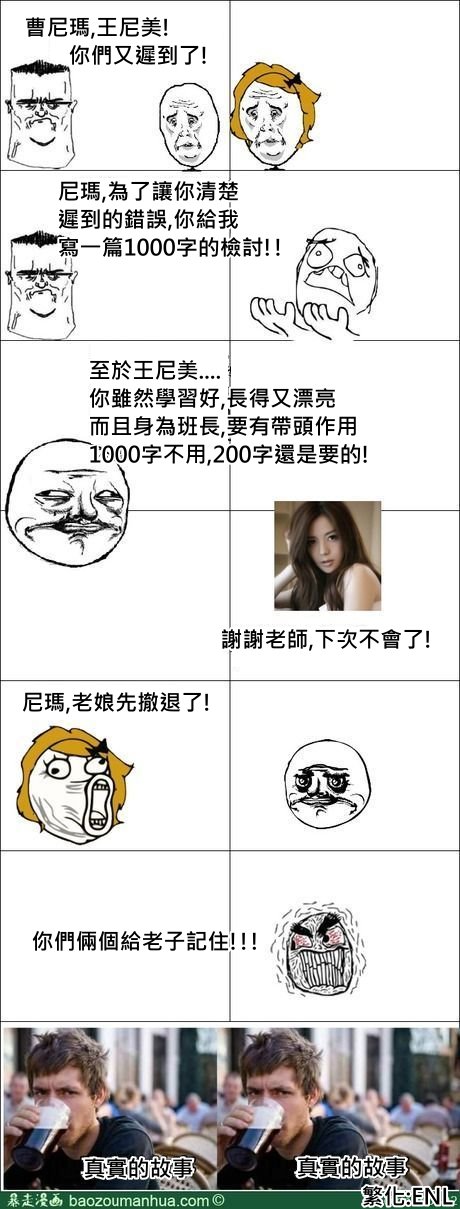 曹尼瑪,王尼美!
你們又遲到了!
尼瑪,為了讓你清楚
遲到的錯誤,你給我
寫一篇1000字的檢討!!
至於王尼美....
你雖然學習好,長得又漂亮
而且身為班長,要有帶頭作用
1000字不用,200字還是要的!
謝謝老師,下次不會了!
尼瑪,老娘先撤退了!
你們倆個給老子記住!!!
真實的故事
真實的故事
暴走漫画 baozoumanhua.com ©
繁化:ENL